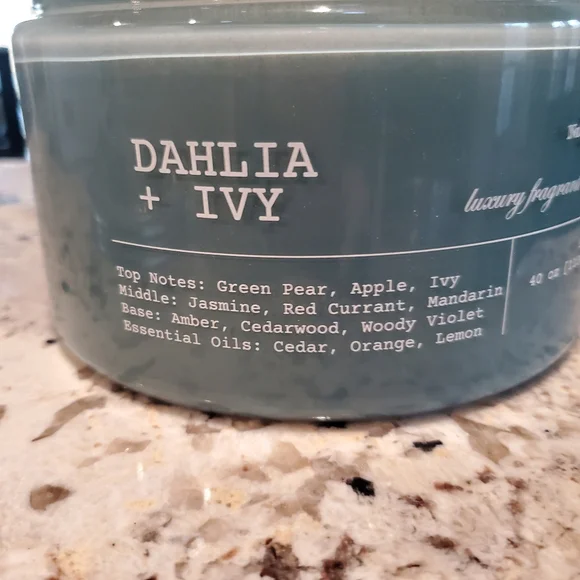 DAHLIA
+ IVY
luxury
Top Notes: Green Pear, Apple, Ivy
Middle: Jasmine, Red Currant, Mandarin
Base: Amber, Cedarwood, Woody Violet
Essential Oils: Cedar, Orange, Lemon
40 oz